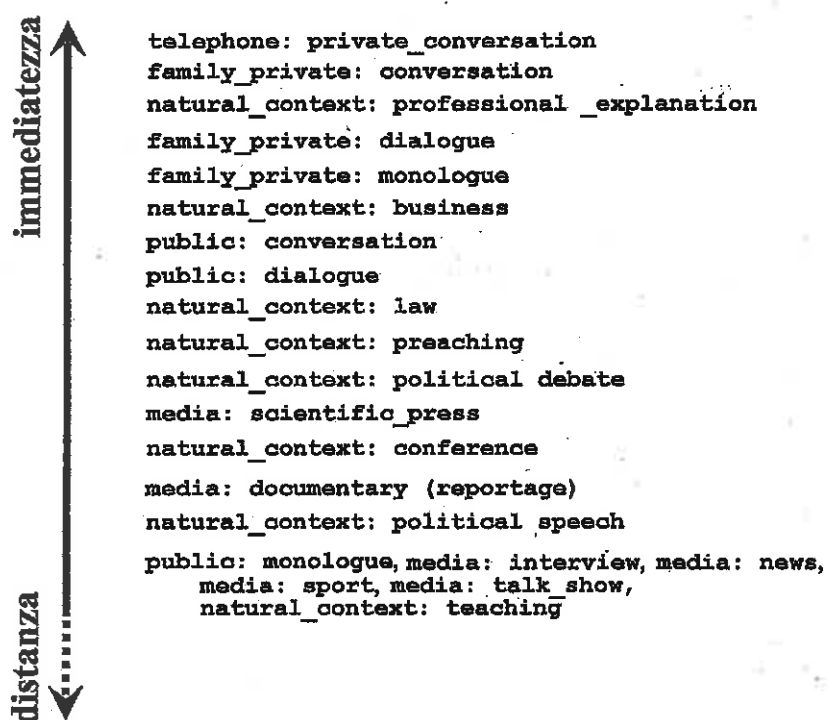 immediatezza
telephone: private_conversation
family_private: conversation
natural_context: professional _explanation
family_private: dialogue
family_private: monologue
natural_context: business
public: conversation
public: dialogue
natural_context: law
natural_context: preaching
natural_context: political debate
media: scientific_press
natural_context: conference
media: documentary (reportage)
natural_context: political speech
public: monologue, media: interview, media: news,
media: sport, media: talk_show,
natural_context: teaching
distanza